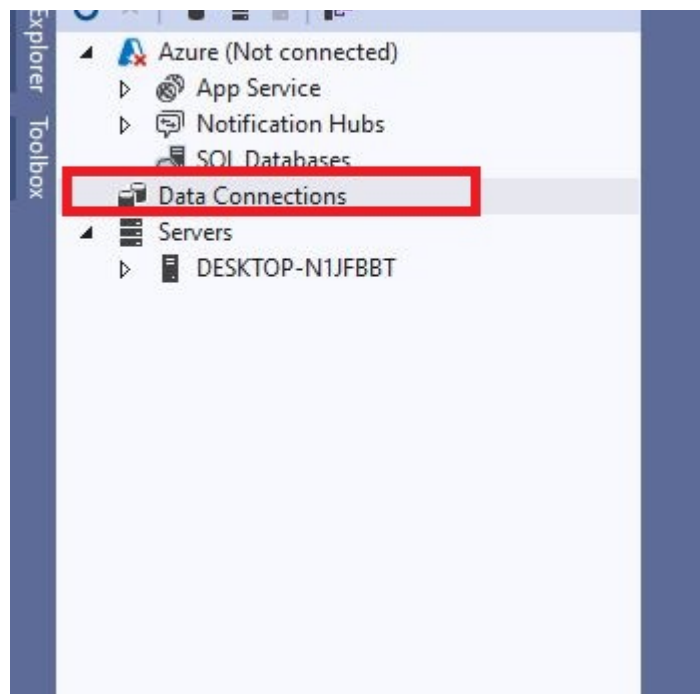 Explorer
Toolbox
Azure (Not connected)
App Service
Notification Hubs
SQL Databases
Data Connections
Servers
DESKTOP-N1JFBBT